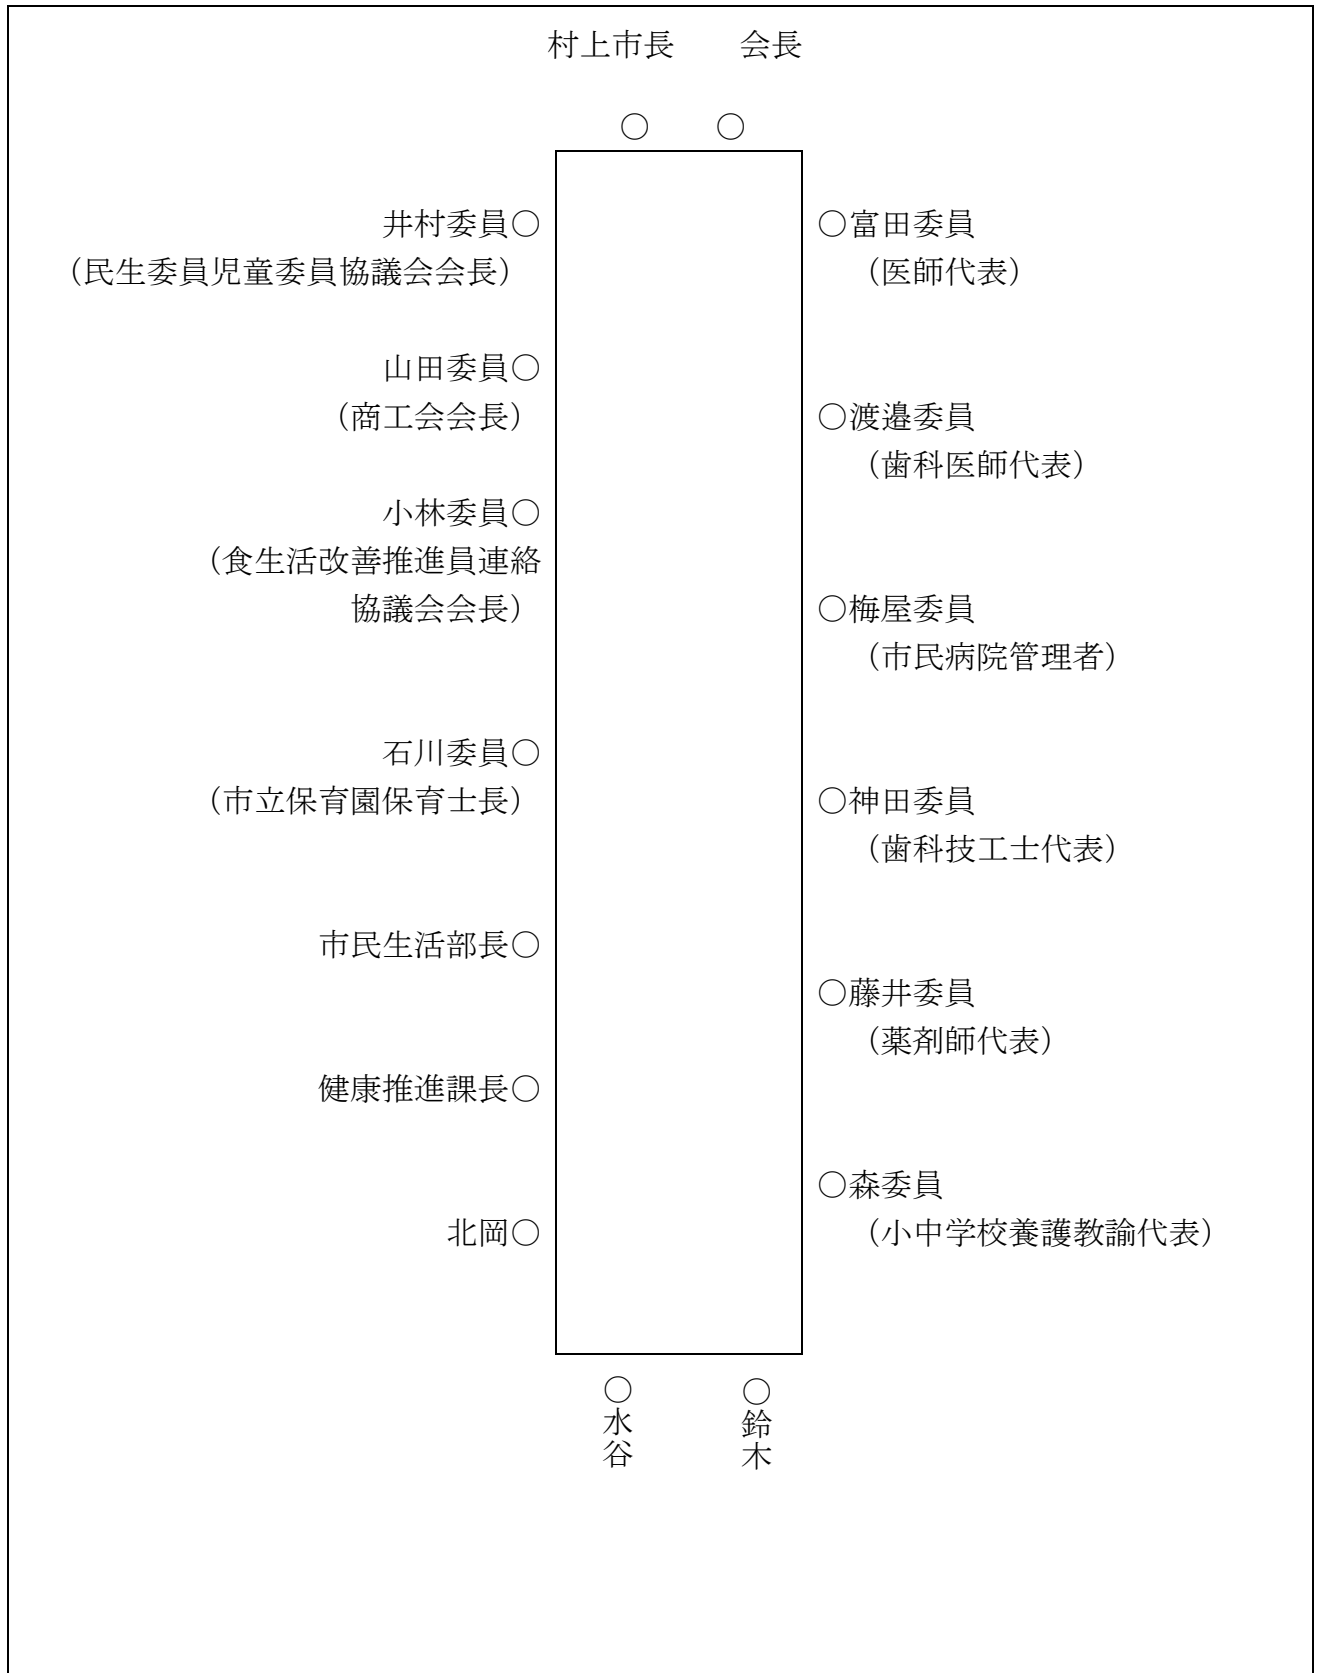 村上市長　　会長
○　　○
井村委員○
（民生委員児童委員協議会会長）
山田委員○
（商工会会長）
小林委員○
（食生活改善推進員連絡
協議会会長）
石川委員○
（市立保育園保育士長）
市民生活部長○
健康推進課長○
北岡○
○富田委員
（医師代表）
○渡邉委員
（歯科医師代表）
○梅屋委員
（市民病院管理者）
○神田委員
（歯科技工士代表）
○藤井委員
（薬剤師代表）
○森委員
（小中学校養護教諭代表）
○水谷
○鈴木